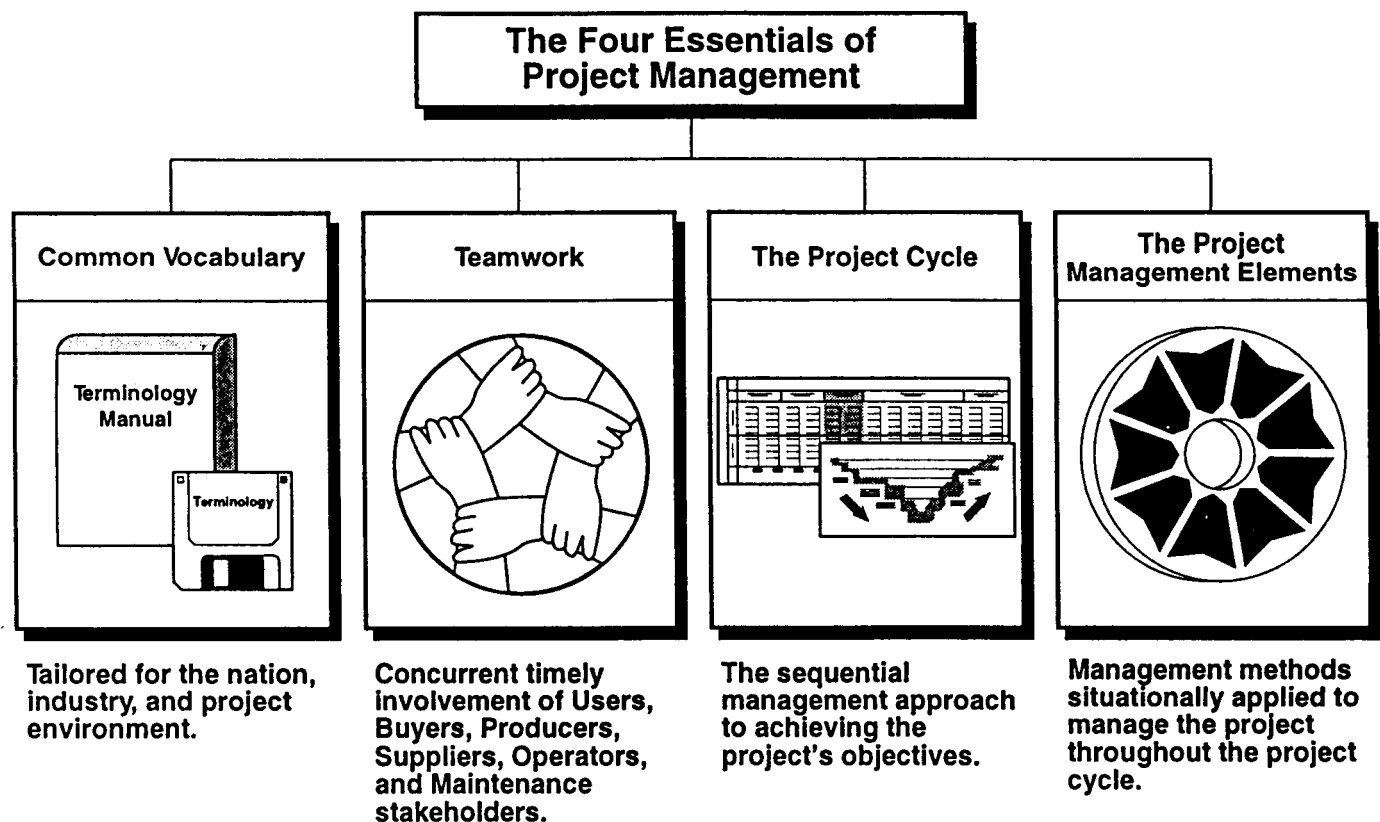 The Four Essentials of
Project Management
Common Vocabulary
Terminology
Manual
Terminology
Tailored for the nation,
industry, and project
environment.
Teamwork
Concurrent timely
involvement of Users,
Buyers, Producers,
Suppliers, Operators,
and Maintenance
stakeholders.
The Project Cycle
The sequential
management approach
to achieving the
project's objectives.
The Project
Management Elements
Management methods
situationally applied to
manage the project
throughout the project
cycle.